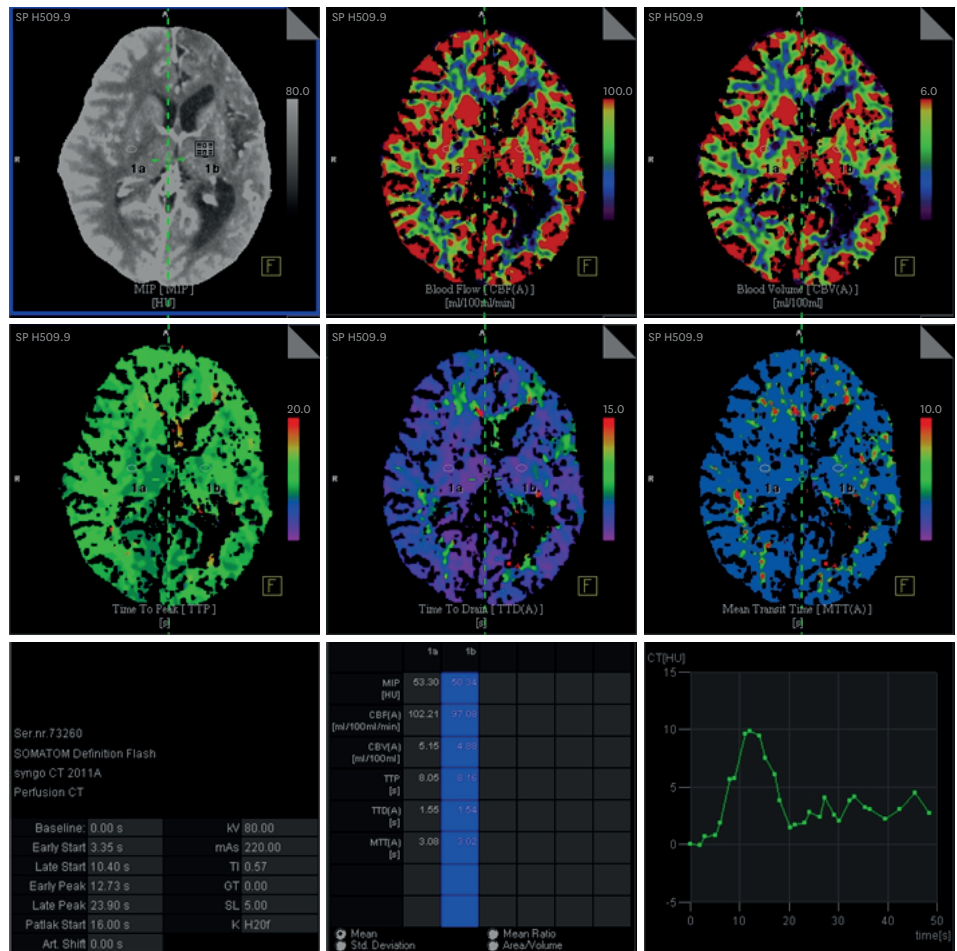 SP H509.9
A
80.0
R
1a
1b
F
MIP [ MIP ]
[HU]
SP H509.9
A
100.0
R
1a
1b
F
Blood Flow [ CBF(A) ]
[ml/100ml/min]
SP H509.9
A
6.0
R
1a
1b
F
Blood Volume [ CBV(A) ]
[ml/100ml]
SP H509.9
A
20.0
R
1a
1b
F
Time To Peak [ TTP ]
[s]
SP H509.9
A
15.0
R
1a
1b
F
Time To Drain [ TTD(A) ]
[s]
SP H509.9
A
10.0
R
1a
1b
F
Mean Transit Time [ MTT(A) ]
[s]
Ser.nr.73260
SOMATOM Definition Flash
syngo CT 2011A
Perfusion CT
Baseline: 0.00 s kV 80.00
Early Start 3.35 s mAs 220.00
Late Start 10.40 s TI 0.57
Early Peak 12.73 s GT 0.00
Late Peak 23.90 s SL 5.00
Patlak Start 16.00 s K H20f
Art. Shift 0.00 s
1a 1b
MIP 53.30 50.34
[HU]
CBF(A) 102.21 97.08
[ml/100ml/min]
CBV(A) 5.15 4.88
[ml/100ml]
TTP 8.05 8.16
[s]
TTD(A) 1.55 1.54
[s]
MTT(A) 3.08 3.02
[s]
Mean Mean Ratio
Std. Deviation Area/Volume
CT[HU]
15
10
5
0
-5
0 10 20 30 40 50
time[s]